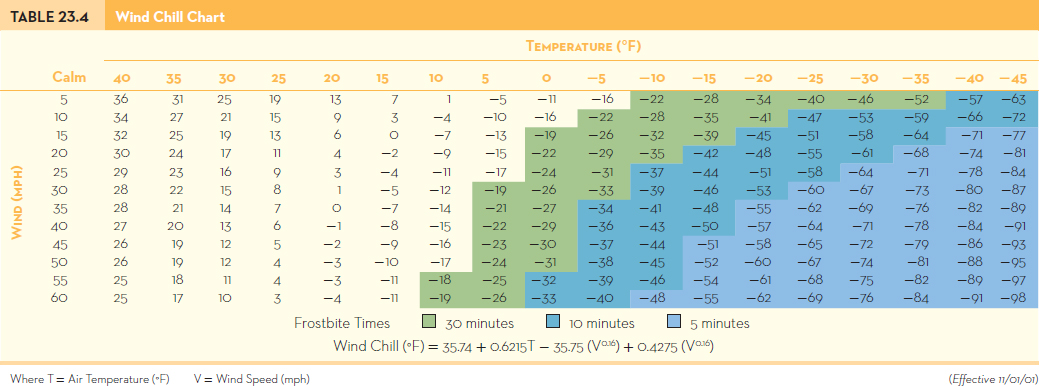 TABLE 23.4 Wind Chill Chart
TEMPERATURE (°F)
Calm 40 35 30 25 20 15 10 5 0 −5 −10 −15 −20 −25 −30 −35 −40 −45
5 36 31 25 19 13 7 1 −5 −11 −16 −22 −28 −34 −40 −46 −52 −57 −63
10 34 27 21 15 9 3 −4 −10 −16 −22 −28 −35 −41 −47 −53 −59 −66 −72
15 32 25 19 13 6 0 −7 −13 −19 −26 −32 −39 −45 −51 −58 −64 −71 −77
20 30 24 17 11 4 −2 −9 −15 −22 −29 −35 −42 −48 −55 −61 −68 −74 −81
25 29 23 16 9 3 −4 −11 −17 −24 −31 −37 −44 −51 −58 −64 −71 −78 −84
30 28 22 15 8 1 −5 −12 −19 −26 −33 −39 −46 −53 −60 −67 −73 −80 −87
35 28 21 14 7 0 −7 −14 −21 −27 −34 −41 −48 −55 −62 −69 −76 −82 −89
40 27 20 13 6 −1 −8 −15 −22 −29 −36 −43 −50 −57 −64 −71 −78 −84 −91
45 26 19 12 5 −2 −9 −16 −23 −30 −37 −44 −51 −58 −65 −72 −79 −86 −93
50 26 19 12 4 −3 −10 −17 −24 −31 −38 −45 −52 −60 −67 −74 −81 −88 −95
55 25 18 11 4 −3 −11 −18 −25 −32 −39 −46 −54 −61 −68 −75 −82 −89 −97
60 25 17 10 3 −4 −11 −19 −26 −33 −40 −48 −55 −62 −69 −76 −84 −91 −98
WIND (MPH)
Frostbite Times 30 minutes 10 minutes 5 minutes
Wind Chill (°F) = 35.74 + 0.6215T − 35.75 (V^0.16) + 0.4275 (V^0.16)
Where T = Air Temperature (°F) V = Wind Speed (mph) (Effective 11/01/01)